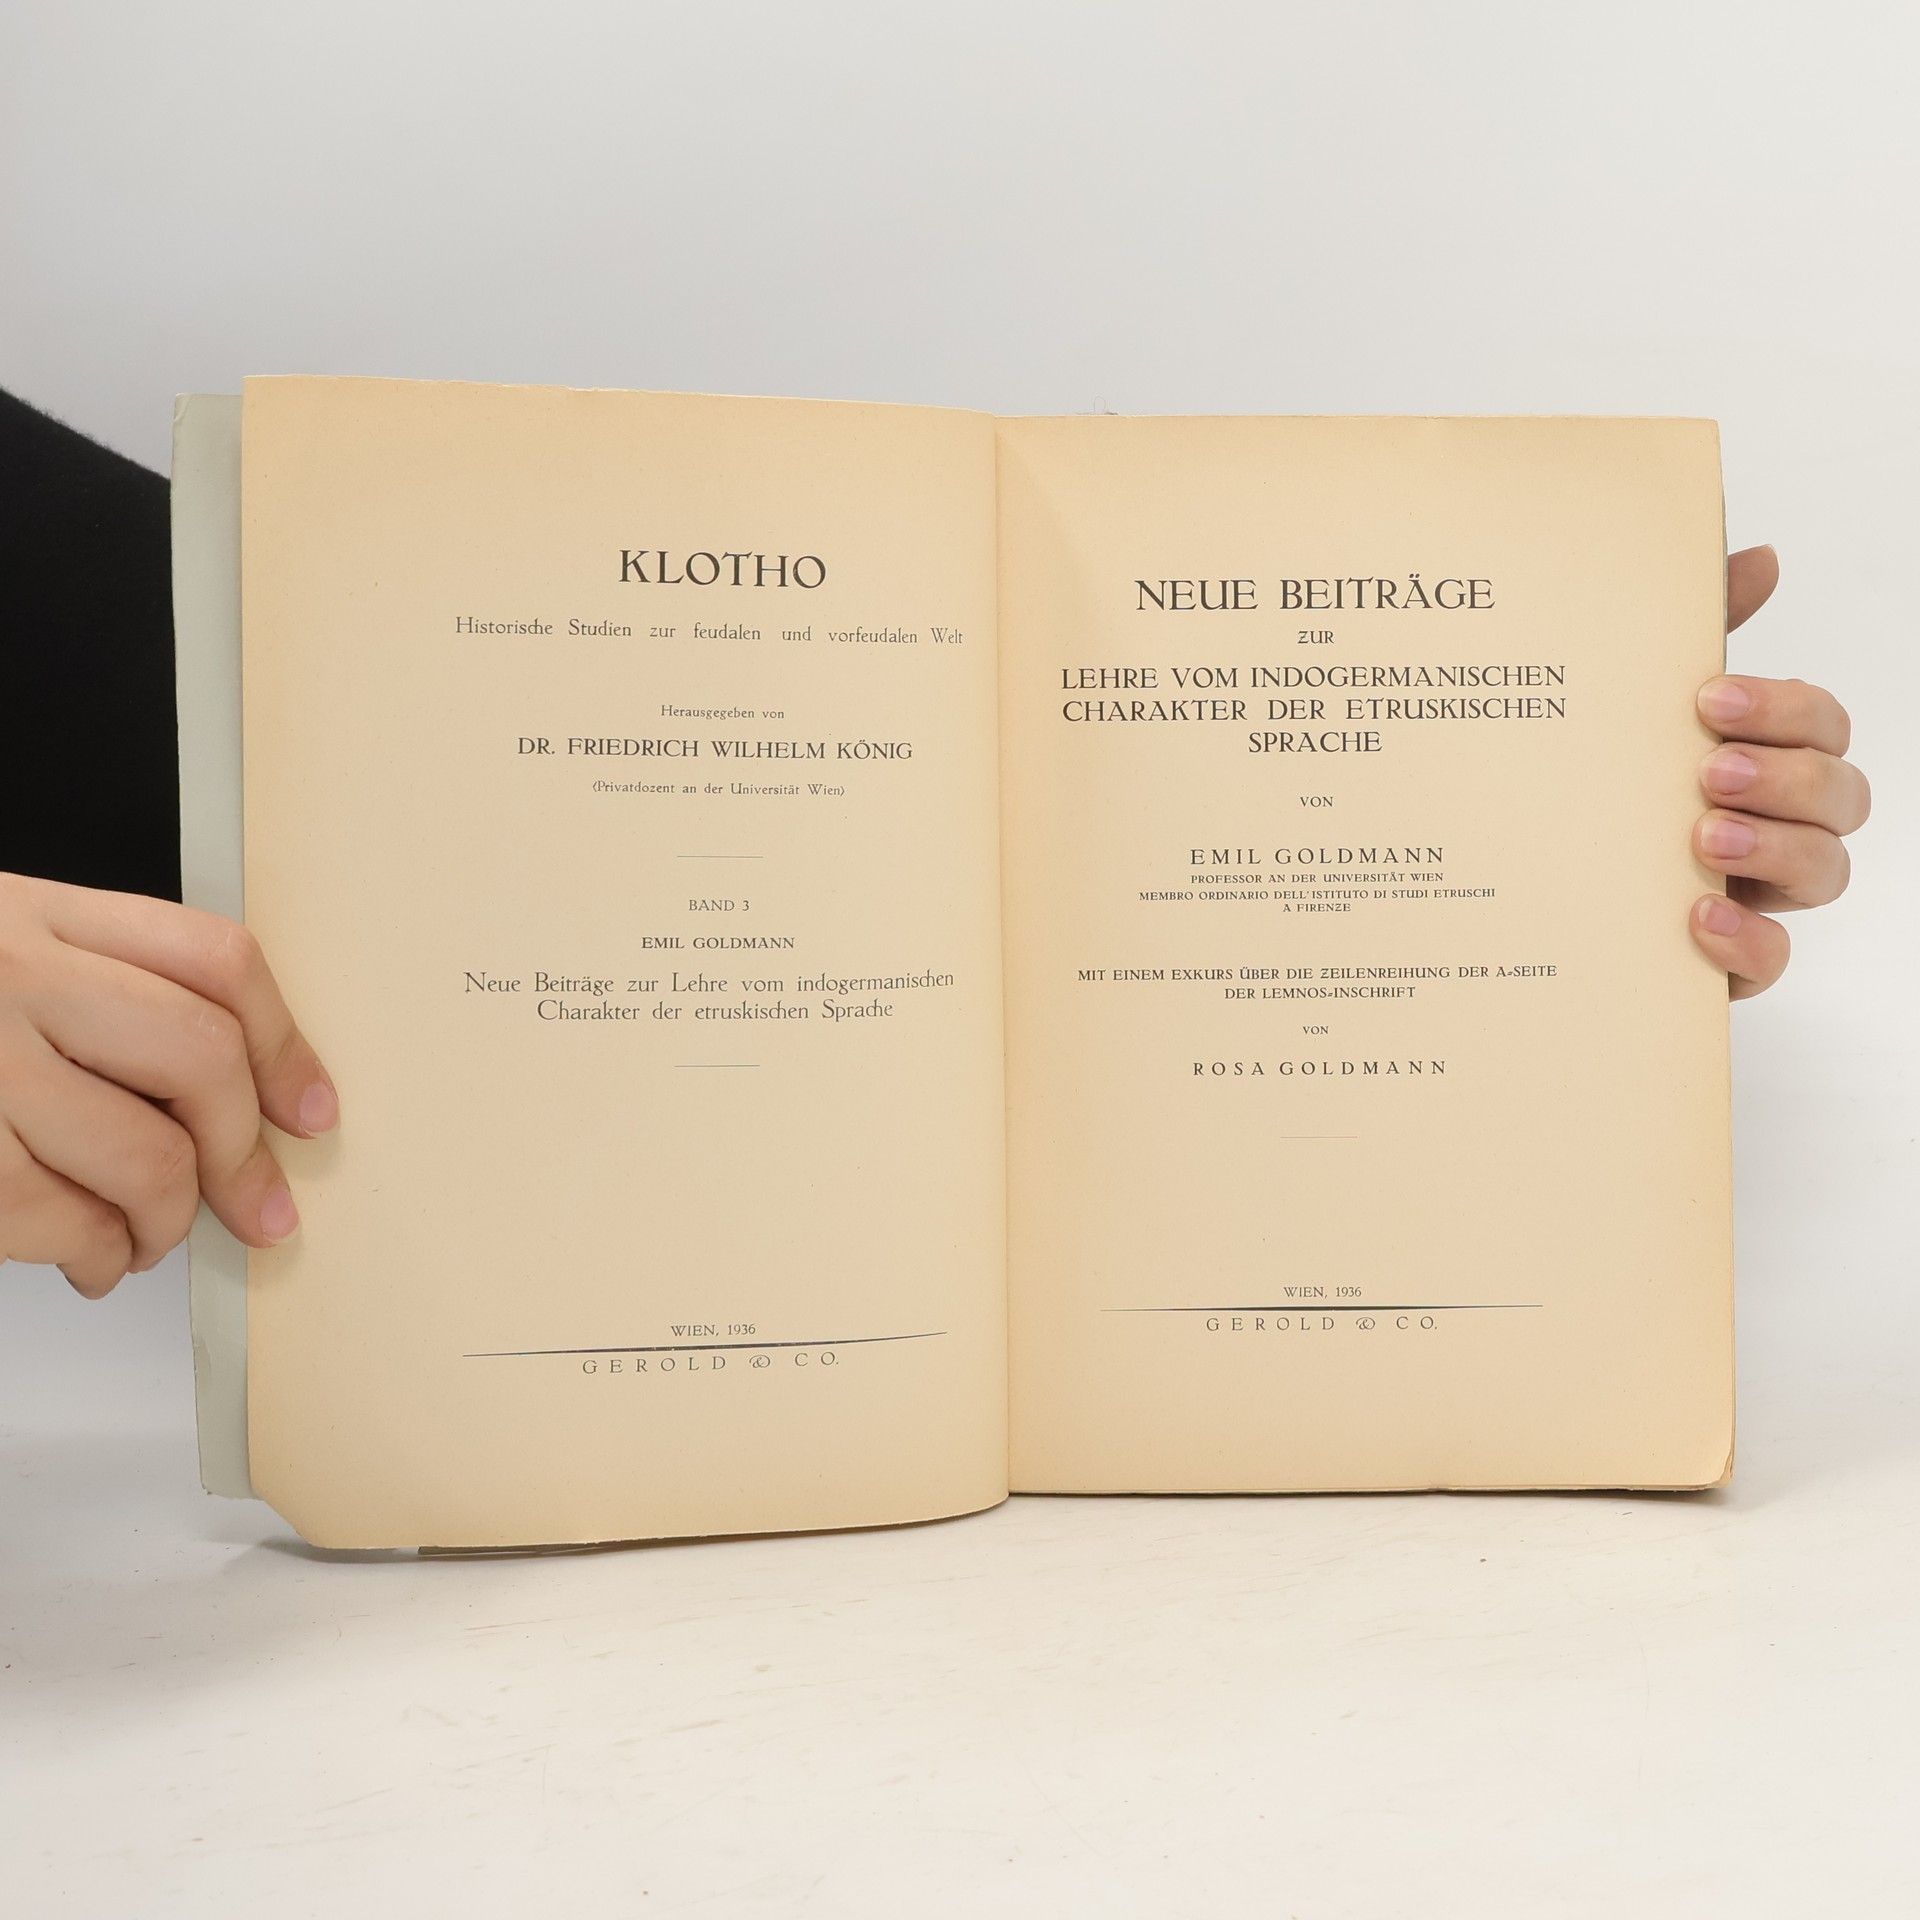 KLOTHO
Historische Studien zur feudalen und vorfeudalen Welt
Herausgegeben von
DR. FRIEDRICH WILHELM KÖNIG
(Privatdozent an der Universität Wien)
BAND 3
EMIL GOLDMANN
Neue Beiträge zur Lehre vom indogermanischen
Charakter der etruskischen Sprache
WIEN, 1936
GEROLD & CO.
NEUE BEITRÄGE
ZUR
LEHRE VOM INDOGERMANISCHEN
CHARAKTER DER ETRUSKISCHEN
SPRACHE
VON
EMIL GOLDMANN
PROFESSOR AN DER UNIVERSITÄT WIEN
MEMBRO ORDINARIO DELL'ISTITUTO DI STUDI ETRUSCHI
A FIRENZE
MIT EINEM EXKURS ÜBER DIE ZEILENREIHUNG DER A-SEITE
DER LEMNOS-INSCHRIFT
VON
ROSA GOLDMANN
WIEN, 1936
GEROLD & CO.